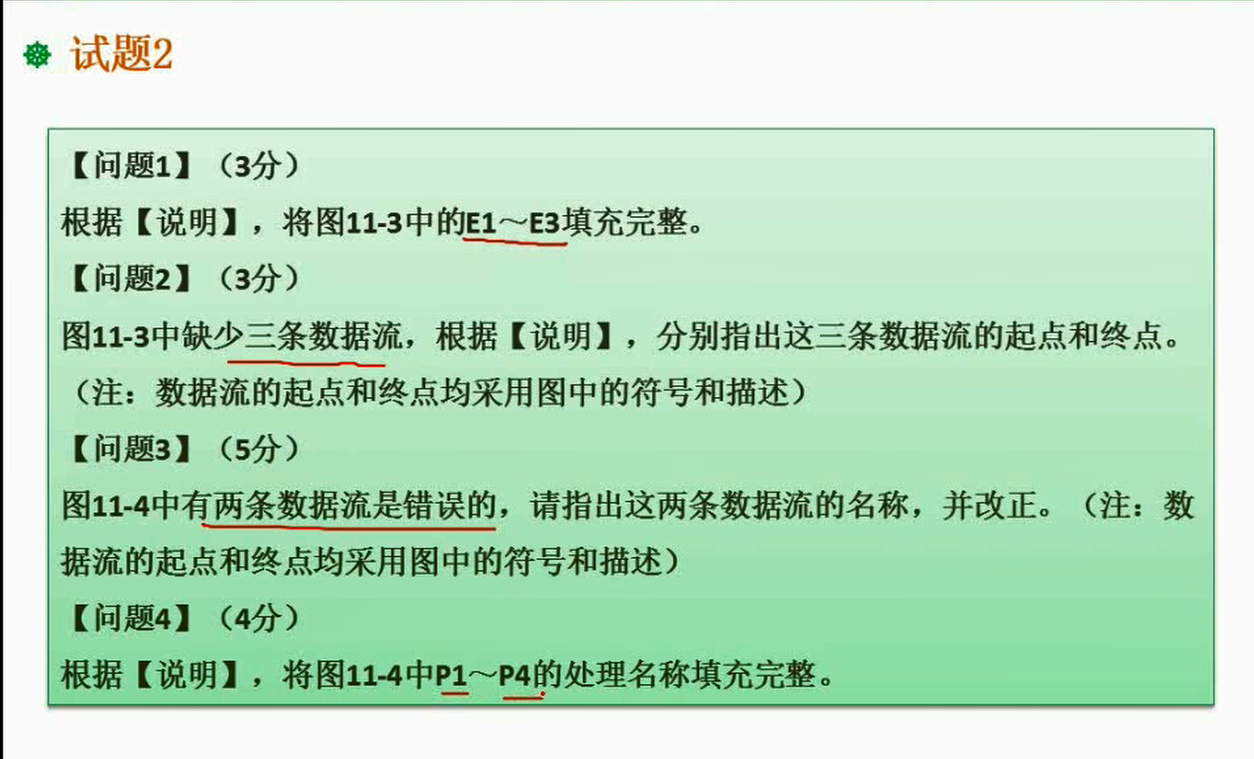 试题2
【问题1】（3分）
根据【说明】，将图11-3中的E1～E3填充完整。
【问题2】（3分）
图11-3中缺少三条数据流，根据【说明】，分别指出这三条数据流的起点和终点。
（注：数据流的起点和终点均采用图中的符号和描述）
【问题3】（5分）
图11-4中有两条数据流是错误的，请指出这两条数据流的名称，并改正。（注：数
据流的起点和终点均采用图中的符号和描述）
【问题4】（4分）
根据【说明】，将图11-4中P1～P4的处理名称填充完整。